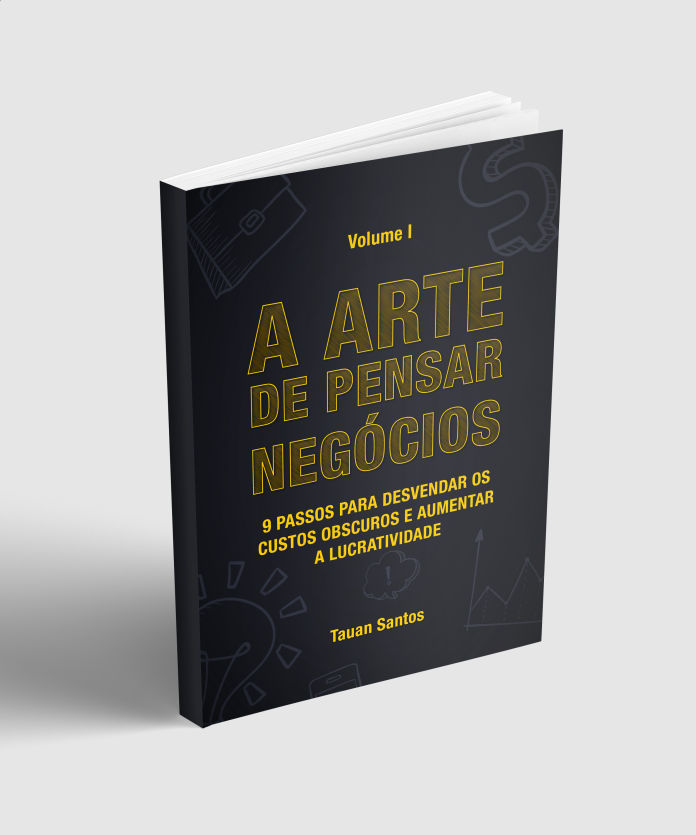 Volume I
A ARTE
DE PENSAR
NEGÓCIOS
9 PASSOS PARA DESVENDAR OS
CUSTOS OBSCUROS E AUMENTAR
A LUCRATIVIDADE
!
Tauan Santos